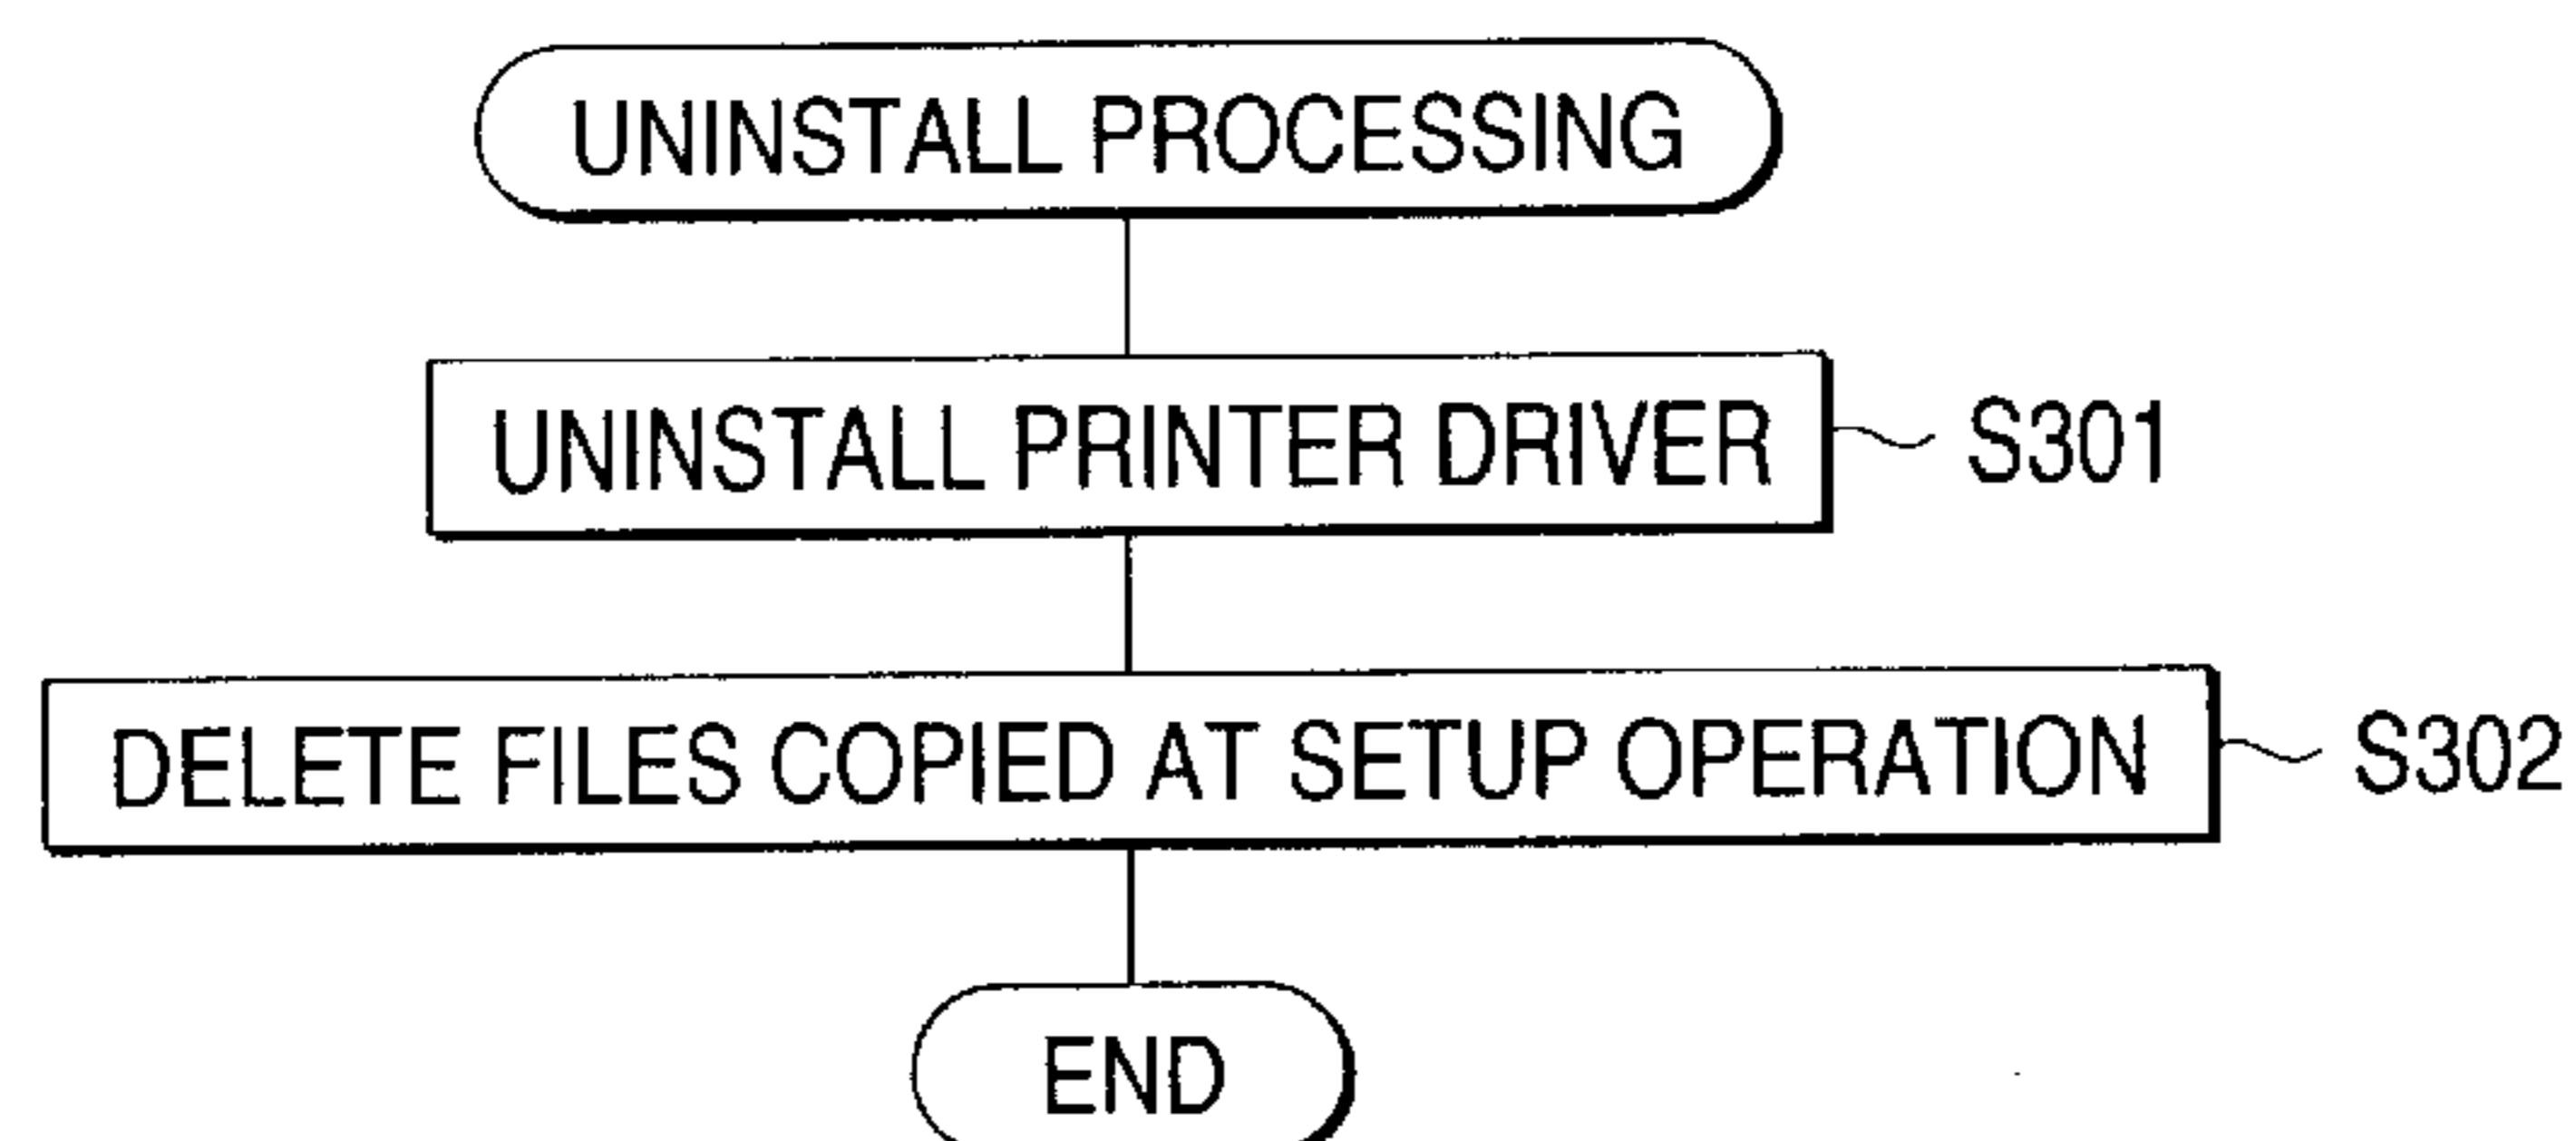 UNINSTALL PROCESSING
UNINSTALL PRINTER DRIVER S301
DELETE FILES COPIED AT SETUP OPERATION S302
END